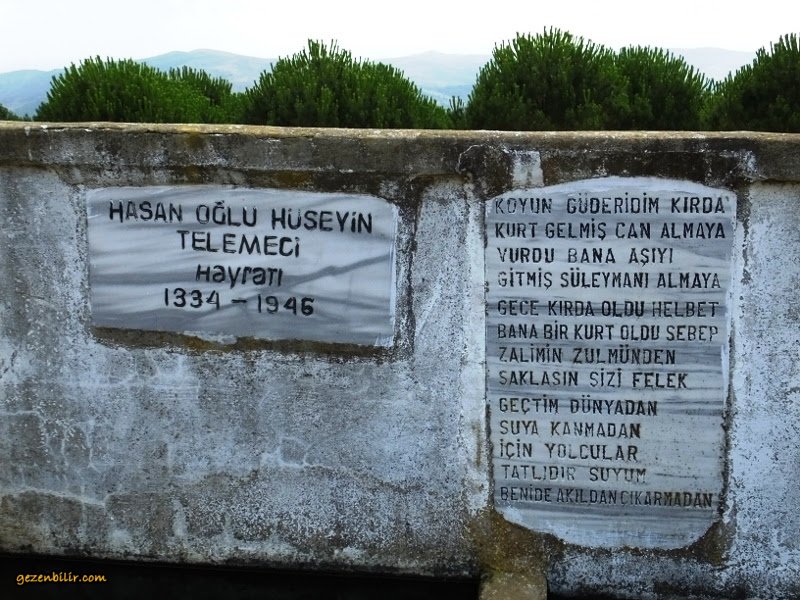 HASAN OĞLU HÜSEYİN
TELEMECİ
Hayratı
1334 - 1946
KOYUN GÜDERİDİM KIRDA
KURT GELMİŞ CAN ALMAYA
VURDU BANA AŞIYI
GİTMİŞ SÜLEYMANI ALMAYA
GECE KIRDA OLDU HELBET
BANA BİR KURT OLDU SEBEP
ZALİMİN ZULMÜNDEN
SAKLASIN SİZİ FELEK
GEÇTİM DÜNYADAN
SUYA KANMADAN
İÇİN YOLCULAR
TATLIDIR SUYUM
BENİDE AKILDAN ÇIKARMADAN
gezenbilir.com